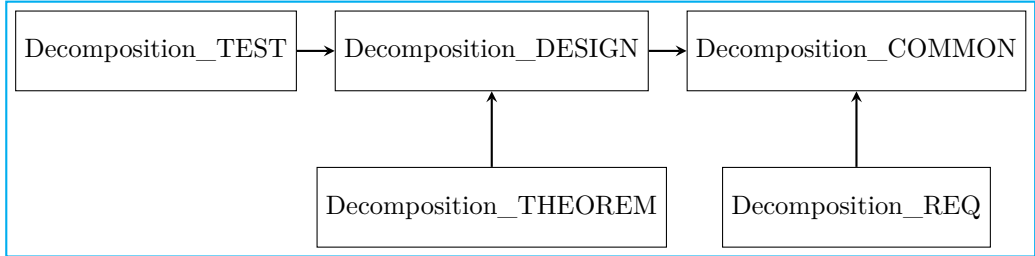 Decomposition_TEST
Decomposition_DESIGN
Decomposition_COMMON
Decomposition_THEOREM
Decomposition_REQ